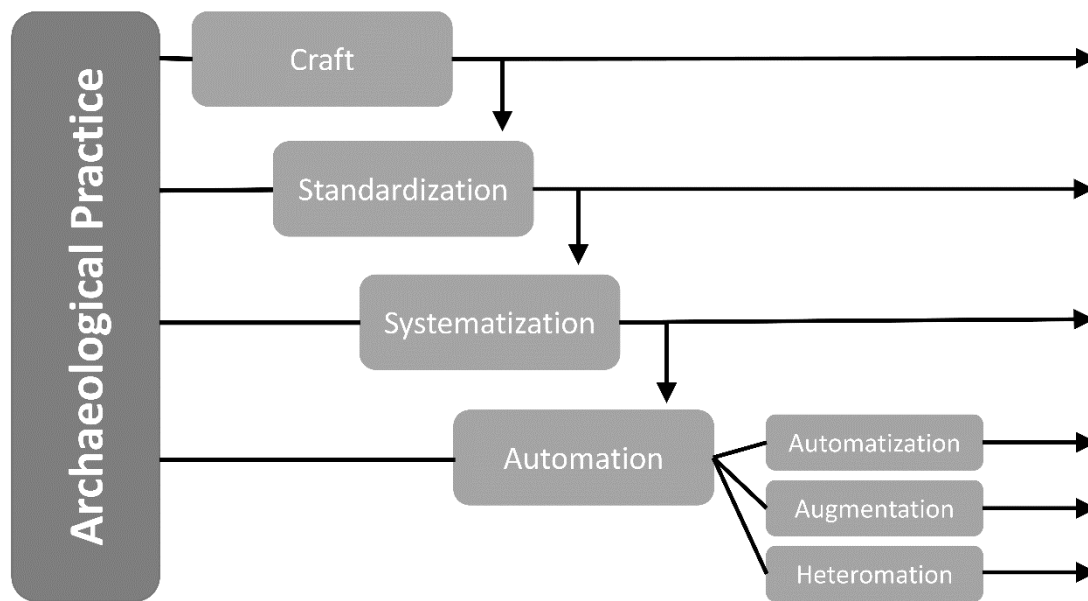 Archaeological Practice
Craft
Standardization
Systematization
Automation
Automatization
Augmentation
Heteromation